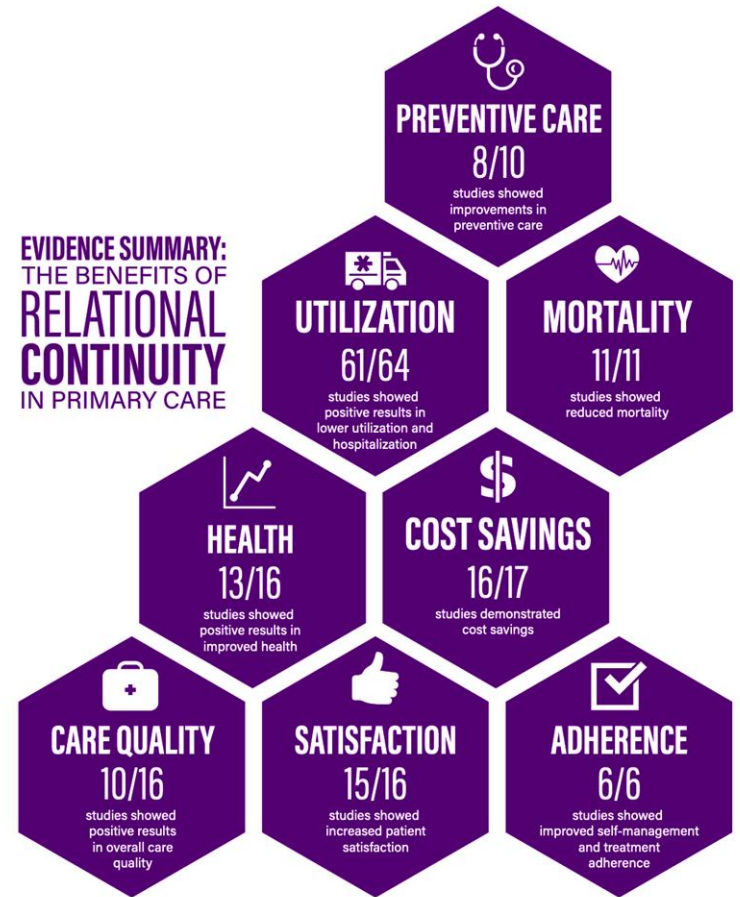 EVIDENCE SUMMARY:
THE BENEFITS OF
RELATIONAL
CONTINUITY
IN PRIMARY CARE
PREVENTIVE CARE
8/10
studies showed
improvements in
preventive care
UTILIZATION
61/64
studies showed
positive results in
lower utilization and
hospitalization
MORTALITY
11/11
studies showed
reduced mortality
HEALTH
13/16
studies showed
positive results in
improved health
COST SAVINGS
16/17
studies demonstrated
cost savings
CARE QUALITY
10/16
studies showed
positive results
in overall care
quality
SATISFACTION
15/16
studies showed
increased patient
satisfaction
ADHERENCE
6/6
studies showed
improved self-management
and treatment
adherence